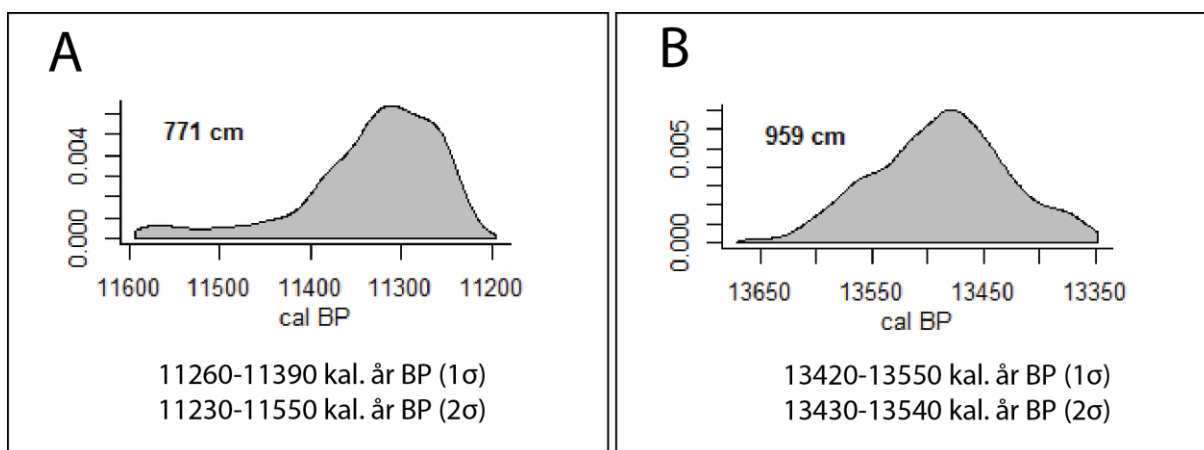 A
771 cm
0.004
0.000
11600 11500 11400 11300 11200
cal BP
11260-11390 kal. år BP (1σ)
11230-11550 kal. år BP (2σ)
B
959 cm
0.005
0.000
13650 13550 13450 13350
cal BP
13420-13550 kal. år BP (1σ)
13430-13540 kal. år BP (2σ)